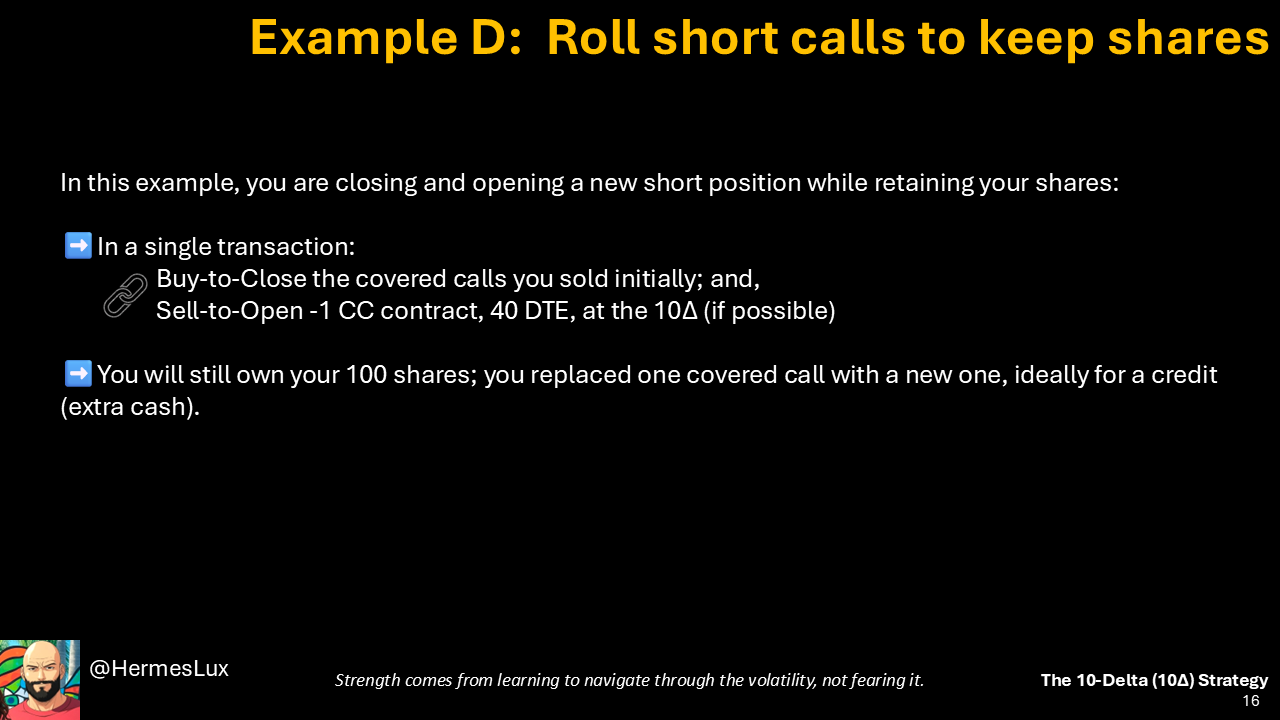 Example D:  Roll short calls to keep shares
In this example, you are closing and opening a new short position while retaining your shares:
➡️ In a single transaction:
Buy-to-Close the covered calls you sold initially; and,
Sell-to-Open -1 CC contract, 40 DTE, at the 10Δ (if possible)
➡️ You will still own your 100 shares; you replaced one covered call with a new one, ideally for a credit
(extra cash).
@HermesLux
Strength comes from learning to navigate through the volatility, not fearing it.
The 10-Delta (10Δ) Strategy
16